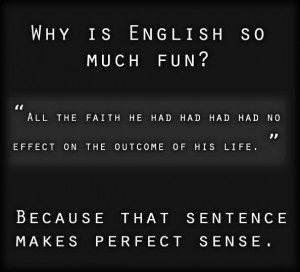 Why is English so
much fun?
“All the faith he had had had had no
effect on the outcome of his life.”
Because that sentence
makes perfect sense.